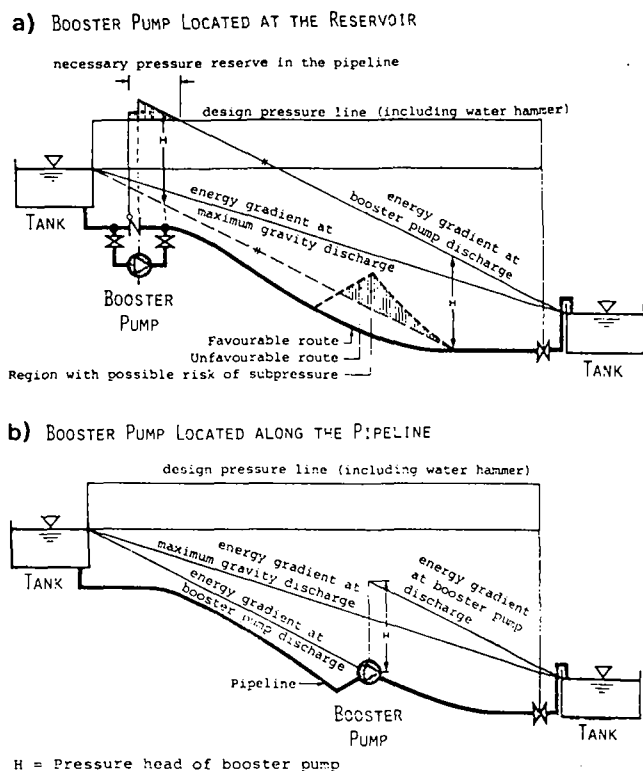 a) BOOSTER PUMP LOCATED AT THE RESERVOIR
necessary pressure reserve in the pipeline
design pressure line (including water hammer)
H
energy gradient at
maximum gravity discharge
energy gradient at
booster pump discharge
TANK
H
BOOSTER
PUMP
Favourable route
Unfavourable route
Region with possible risk of subpressure
TANK
b) BOOSTER PUMP LOCATED ALONG THE PIPELINE
design pressure line (including water hammer)
energy gradient at
maximum gravity discharge
energy gradient at
booster pump discharge
energy gradient
at booster pump
discharge
TANK
H
Pipeline
BOOSTER
PUMP
TANK
H = Pressure head of booster pump